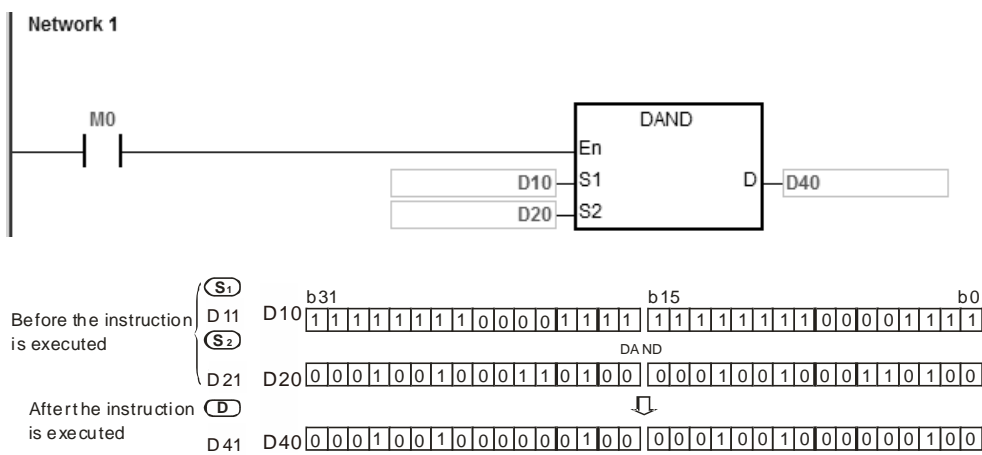 Network 1
M0
DAND
En
D10 S1 D D40
D20 S2
S1
b31 b15 b0
Before the instruction D 11 D10 1 1 1 1 1 1 1 1 0 0 0 0 1 1 1 1 1 1 1 1 1 1 1 1 0 0 0 0 1 1 1 1
is executed S2
DAND
D 21 D20 0 0 0 1 0 0 1 0 0 0 1 1 0 1 0 0 0 0 0 1 0 0 1 0 0 0 1 1 0 1 0 0
After the instruction D
is executed
D 41 D40 0 0 0 1 0 0 1 0 0 0 0 0 0 1 0 0 0 0 0 1 0 0 1 0 0 0 0 0 0 1 0 0